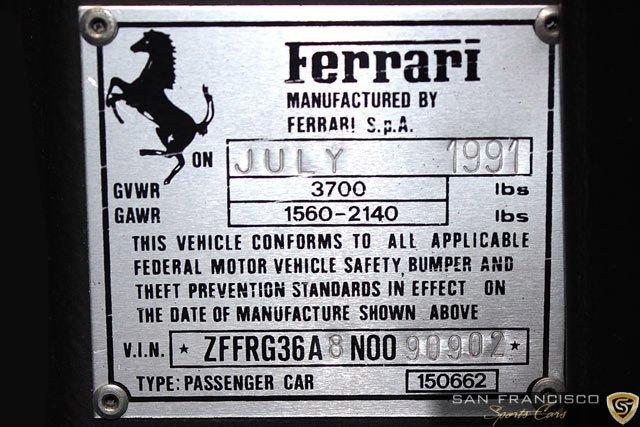 Ferrari
MANUFACTURED BY
FERRARI S.p.A.
ON JULY 1991
GVWR 3700 lbs
GAWR 1560-2140 lbs
THIS VEHICLE CONFORMS TO ALL APPLICABLE
FEDERAL MOTOR VEHICLE SAFETY, BUMPER AND
THEFT PREVENTION STANDARDS IN EFFECT ON
THE DATE OF MANUFACTURE SHOWN ABOVE
V.I.N. * ZFFRG36A8N0090902 *
TYPE: PASSENGER CAR 150662
SAN FRANCISCO
Sports Cars